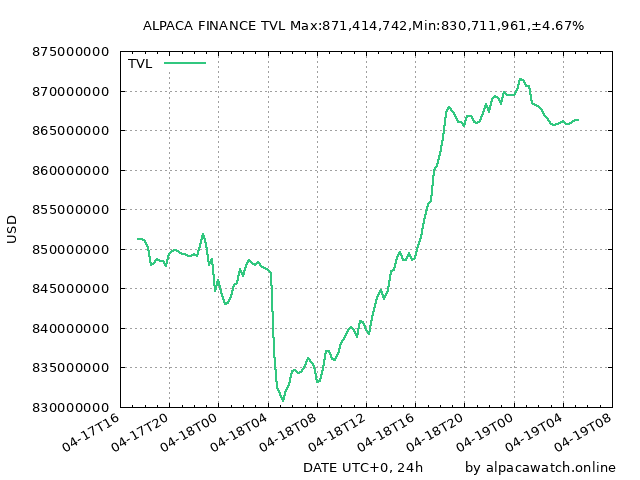 ALPACA FINANCE TVL Max:871,414,742,Min:830,711,961,±4.67%
875000000
TVL
870000000
865000000
860000000
855000000
850000000
845000000
840000000
835000000
830000000
USD
04-17T16
04-17T20
04-18T00
04-18T04
04-18T08
04-18T12
04-18T16
04-18T20
04-19T00
04-19T04
04-19T08
DATE UTC+0, 24h
by alpacawatch.online